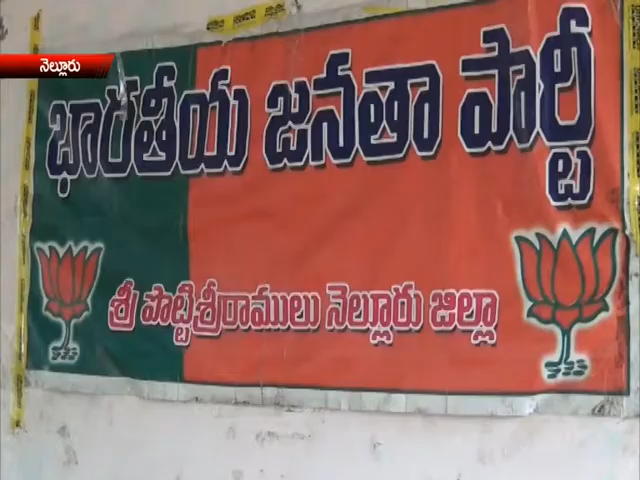 నెల్లూరు
భారతీయ జనతా పార్టీ
శ్రీ పొట్టి శ్రీరాములు నెల్లూరు జిల్లా